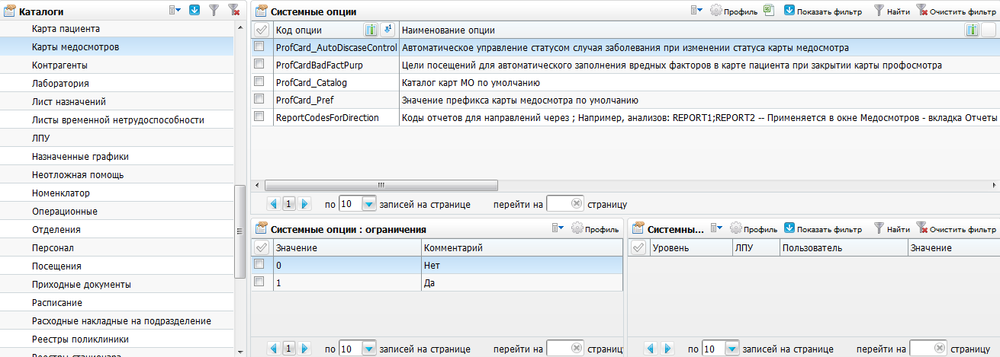 Каталоги
Карта пациента
Карты медосмотров
Контрагенты
Лаборатория
Лист назначений
Листы временной нетрудоспособности
ЛПУ
Назначенные графики
Неотложная помощь
Номенклатор
Операционные
Отделения
Персонал
Посещения
Приходные документы
Расписание
Расходные накладные на подразделение
Реестры поликлиники
Реестры стационара
Системные опции Профиль Показать фильтр Найти Очистить фильтр
Код опции Наименование опции
ProfCard_AutoDiscaseControl Автоматическое управление статусом случая заболевания при изменении статуса карты медосмотра
ProfCardBadFactPurp Цели посещений для автоматического заполнения вредных факторов в карте пациента при закрытии карты профосмотра
ProfCard_Catalog Каталог карт МО по умолчанию
ProfCard_Pref Значение префикса карты медосмотра по умолчанию
ReportCodesForDirection Коды отчетов для направлений через ; Например, анализов: REPORT1;REPORT2 -- Применяется в окне Медосмотров - вкладка Отчеты
1 по 10 записей на странице перейти на страницу
Системные опции : ограничения Профиль
Значение Комментарий
0 Нет
1 Да
1 по 10 записей на странице перейти на страницу
Системны... Профиль Показать фильтр Найти Очистить фильтр
Уровень ЛПУ Пользователь Значение
по 10 записей на странице перейти на страницу